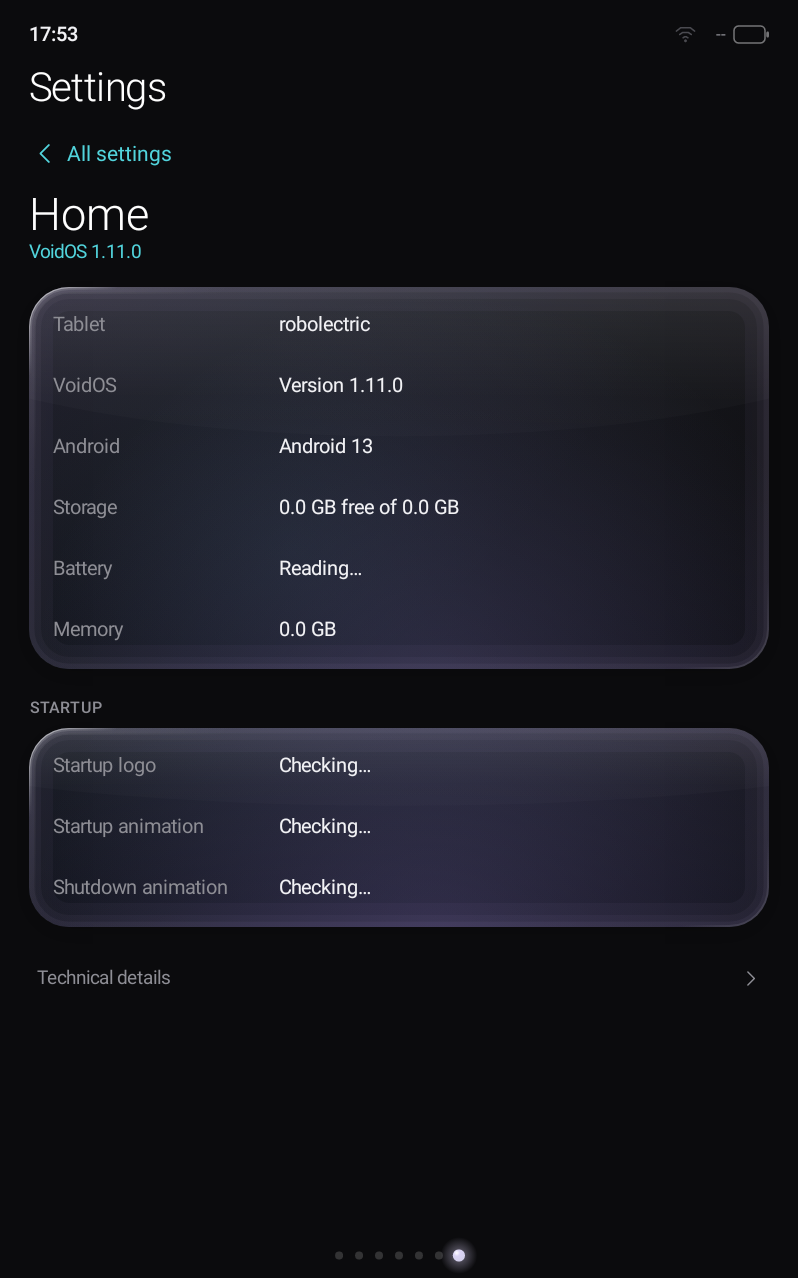 17:53
--
Settings
All settings
Home
VoidOS 1.11.0
Tablet robolectric
VoidOS Version 1.11.0
Android Android 13
Storage 0.0 GB free of 0.0 GB
Battery Reading…
Memory 0.0 GB
STARTUP
Startup logo Checking…
Startup animation Checking…
Shutdown animation Checking…
Technical details